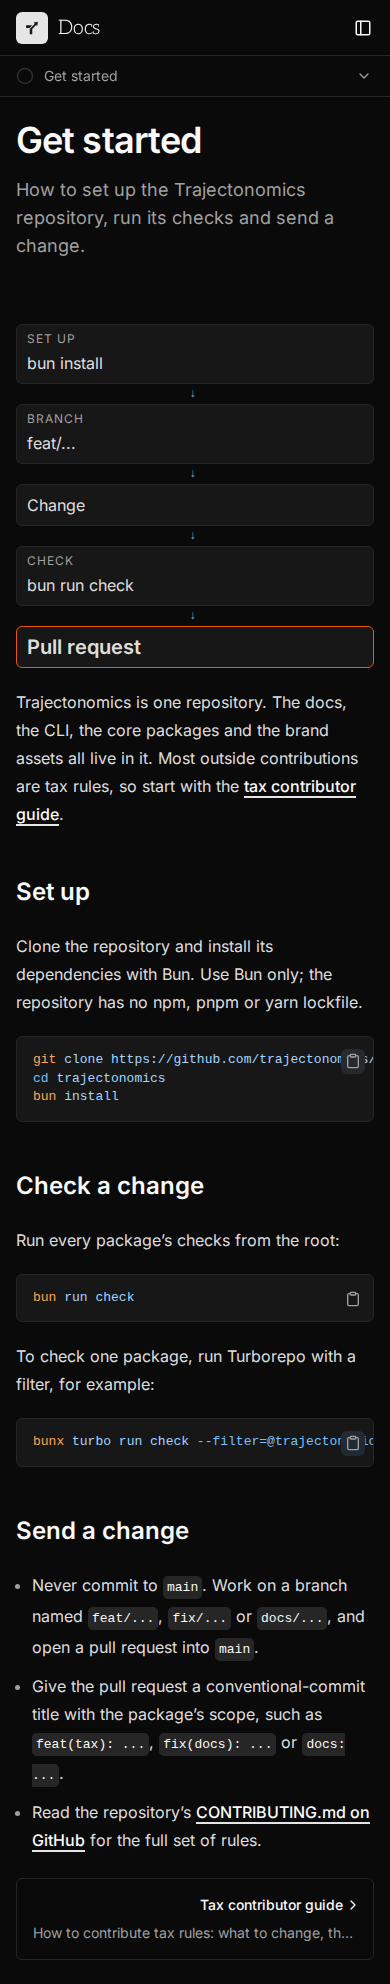 Docs
Get started
Get started
How to set up the Trajectonomics
repository, run its checks and send a
change.
SET UP
bun install
↓
BRANCH
feat/...
↓
Change
↓
CHECK
bun run check
↓
Pull request
Trajectonomics is one repository. The docs,
the CLI, the core packages and the brand
assets all live in it. Most outside contributions
are tax rules, so start with the tax contributor
guide.
Set up
Clone the repository and install its
dependencies with Bun. Use Bun only; the
repository has no npm, pnpm or yarn lockfile.
git clone https://github.com/trajectonom
cd trajectonomics
bun install
Check a change
Run every package’s checks from the root:
bun run check
To check one package, run Turborepo with a
filter, for example:
bunx turbo run check --filter=@trajecton
Send a change
Never commit to main. Work on a branch
named feat/..., fix/... or docs/..., and
open a pull request into main.
Give the pull request a conventional-commit
title with the package’s scope, such as
feat(tax): ..., fix(docs): ... or docs:
....
Read the repository’s CONTRIBUTING.md on
GitHub for the full set of rules.
Tax contributor guide
How to contribute tax rules: what to change, th...